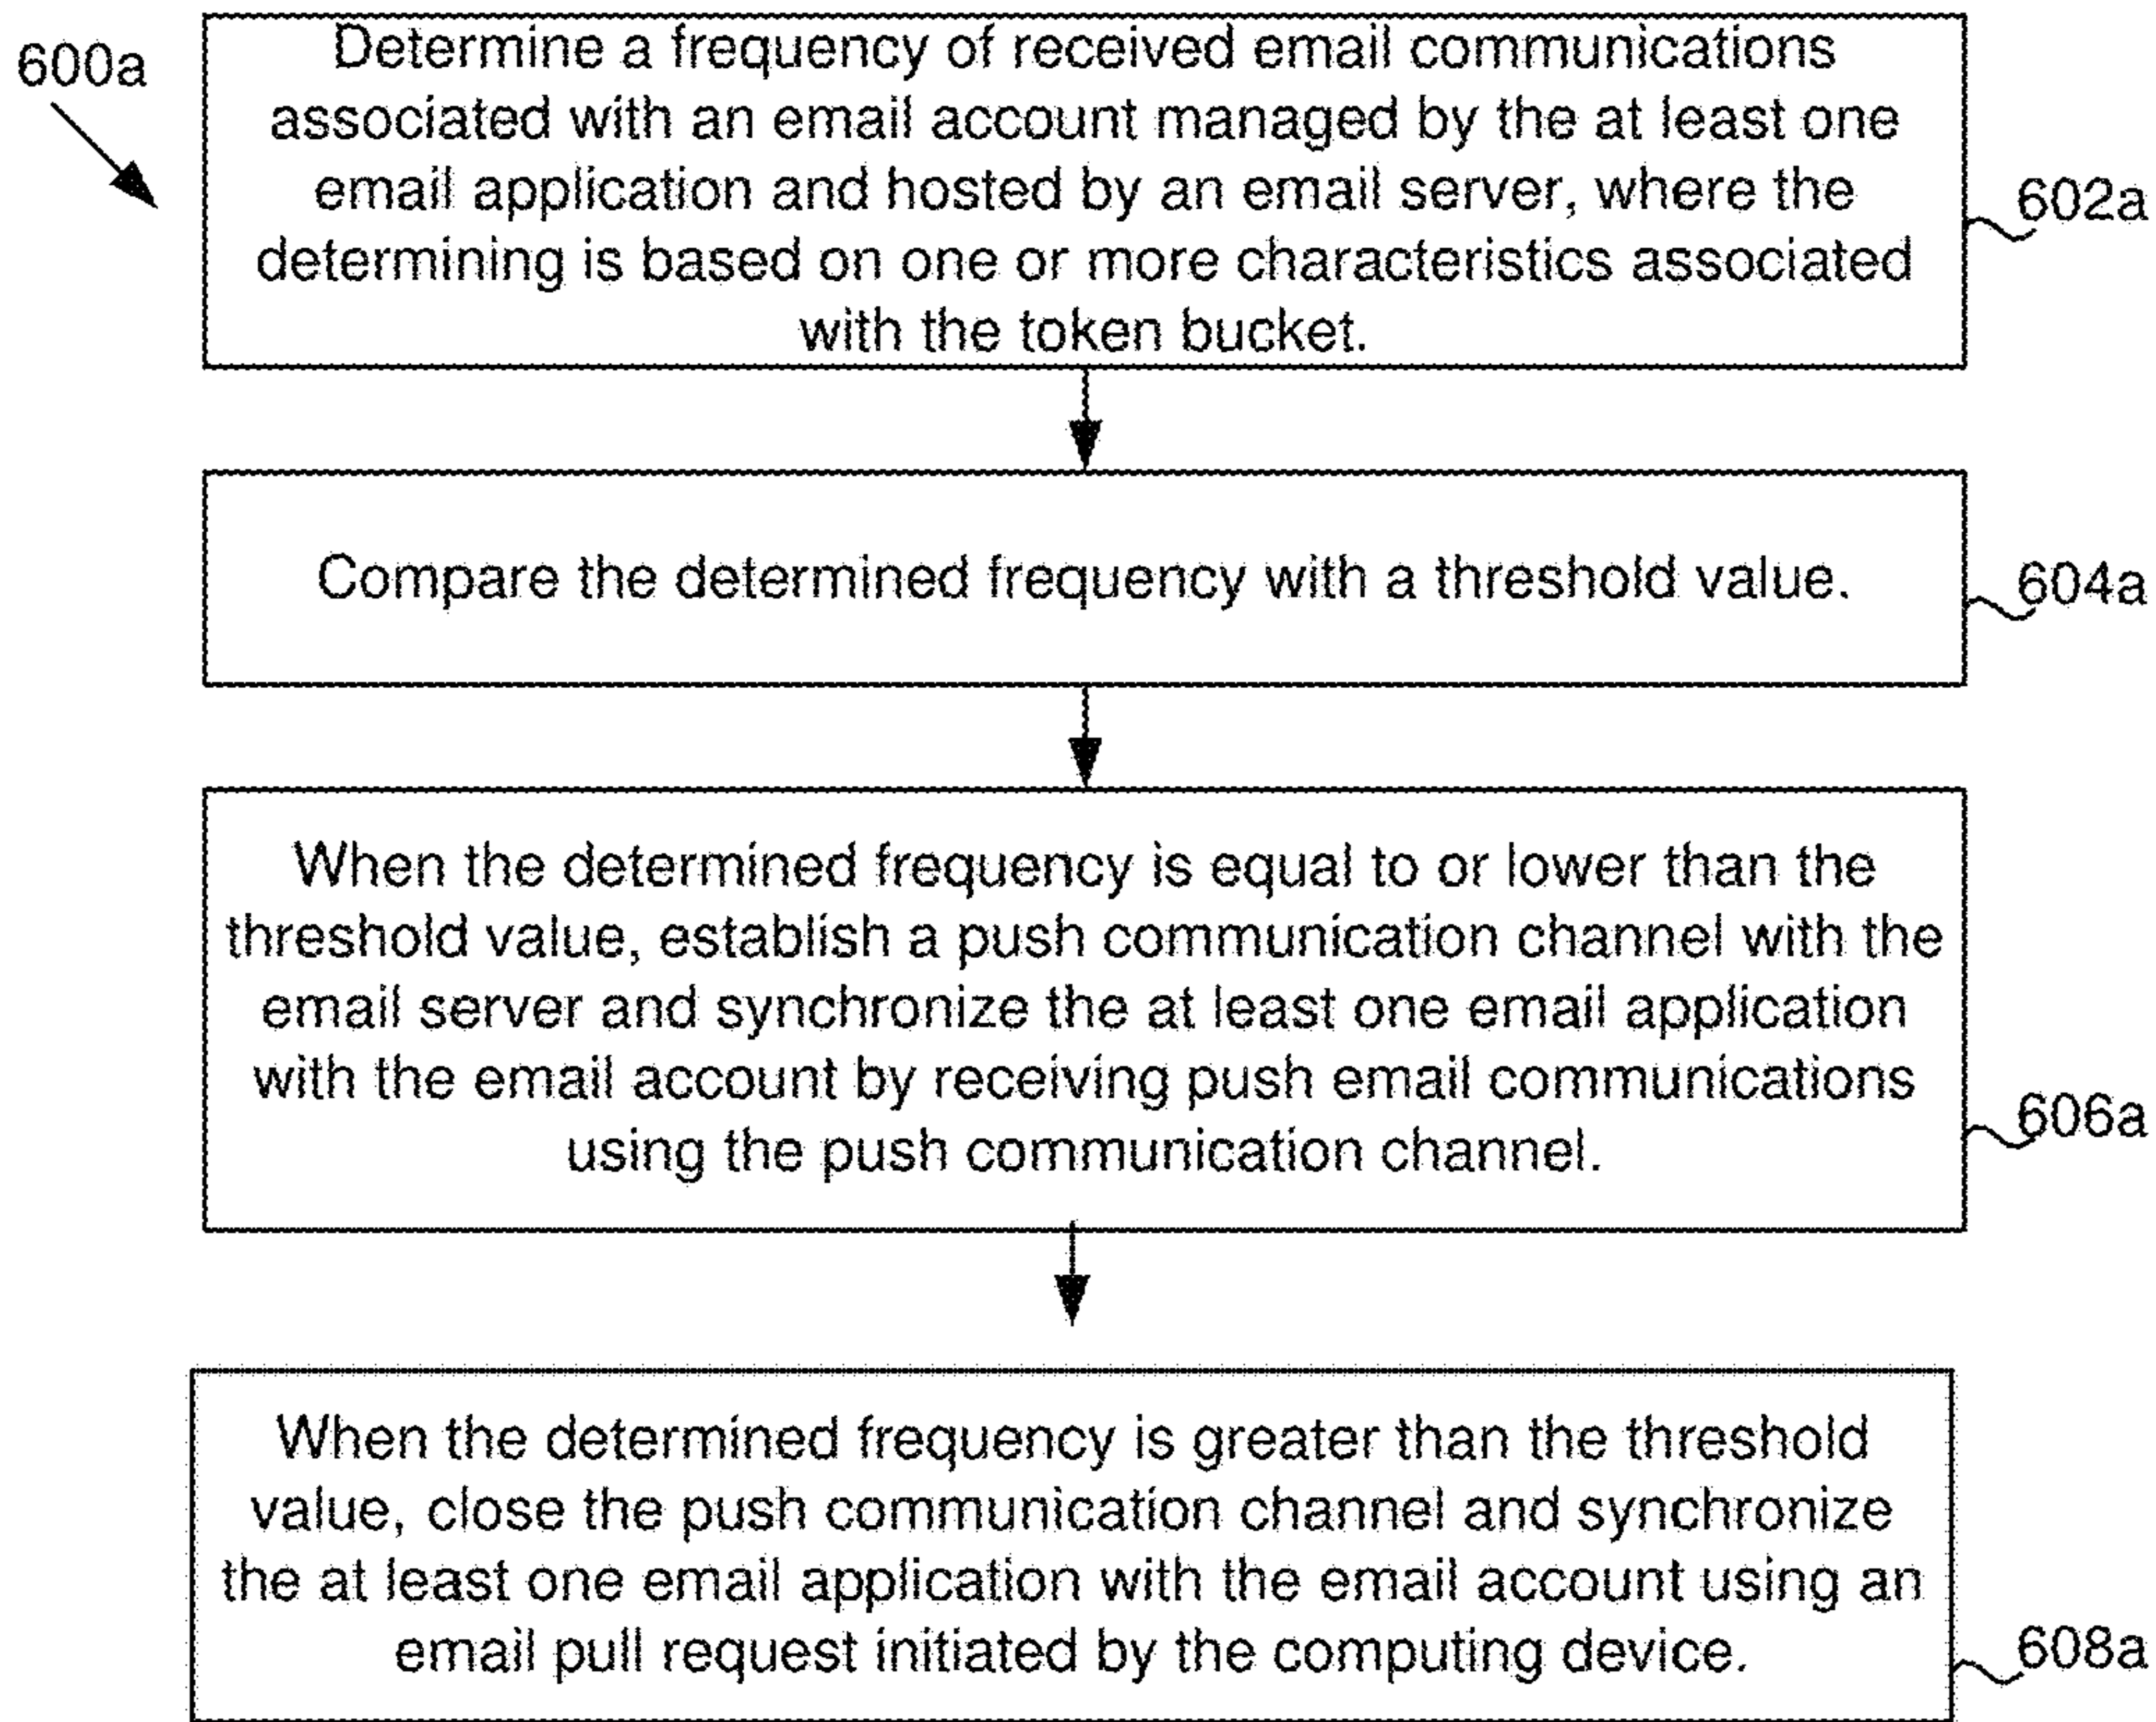 600a
Determine a frequency of received email communications
associated with an email account managed by the at least one
email application and hosted by an email server, where the
determining is based on one or more characteristics associated
with the token bucket.
602a
Compare the determined frequency with a threshold value.
604a
When the determined frequency is equal to or lower than the
threshold value, establish a push communication channel with the
email server and synchronize the at least one email application
with the email account by receiving push email communications
using the push communication channel.
606a
When the determined frequency is greater than the threshold
value, close the push communication channel and synchronize
the at least one email application with the email account using an
email pull request initiated by the computing device.
608a